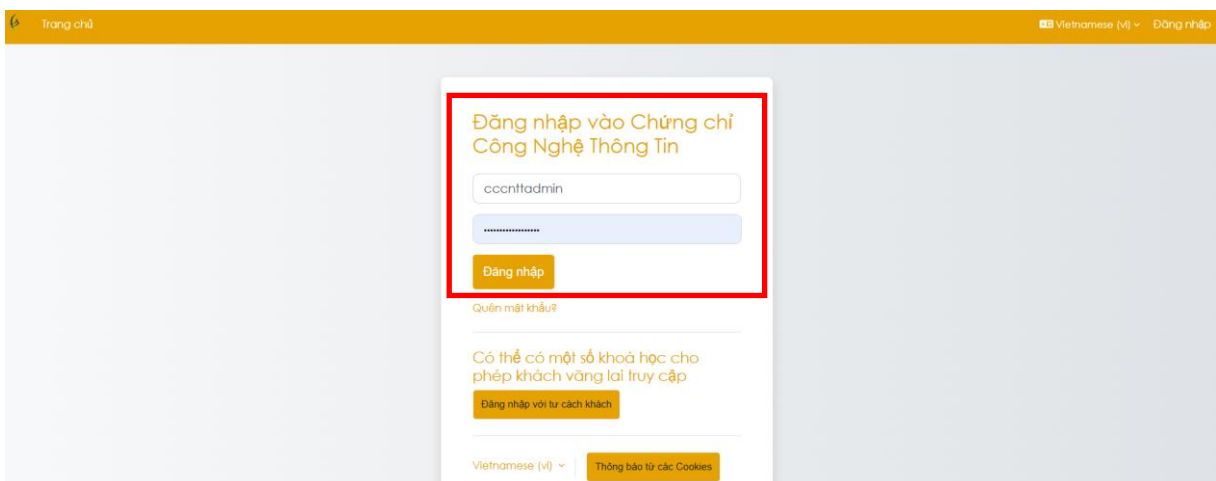 Trang chủ
Vietnamese (vi)
Đăng nhập
Đăng nhập vào Chứng chỉ
Công Nghệ Thông Tin
cccnttadmin
Đăng nhập
Quên mật khẩu?
Có thể có một số khoá học cho
phép khách vãng lai truy cập
Đăng nhập với tư cách khách
Vietnamese (vi)
Thông báo từ các Cookies